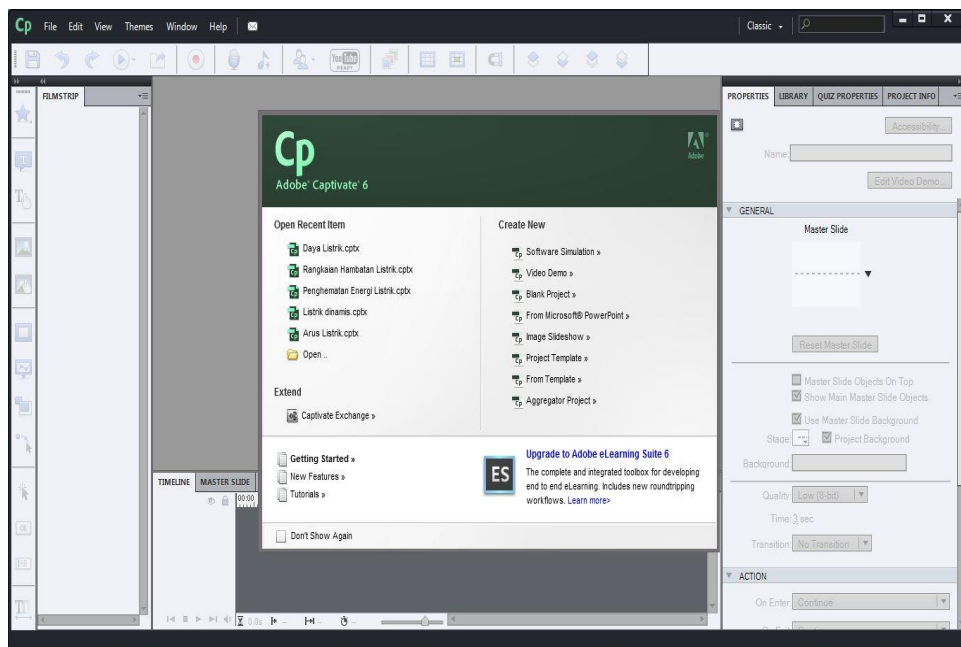 Cp File Edit View Themes Window Help
Classic
You Tube
READY
FILMSTRIP
PROPERTIES LIBRARY QUIZ PROPERTIES PROJECT INFO
Accessibility...
Name:
Edit Video Demo...
GENERAL
Master Slide
Reset Master Slide
Master Slide Objects On Top
Show Main Master Slide Objects
Use Master Slide Background
Stage: Project Background
Background:
Quality: Low (8-bit)
Time: 3 sec
Transition: No Transition
ACTION
On Enter: Continue
Cp
Adobe® Captivate® 6
Adobe
Open Recent Item
Daya Listrik.cptx
Rangkaian Hambatan Listrik.cptx
Penghematan Energi Listrik.cptx
Listrik dinamis.cptx
Arus Listrik.cptx
Open ..
Extend
Captivate Exchange »
Create New
Software Simulation »
Video Demo »
Blank Project »
From Microsoft® PowerPoint »
Image Slideshow »
Project Template »
From Template »
Aggregator Project »
Getting Started »
New Features »
Tutorials »
ES
Upgrade to Adobe eLearning Suite 6
The complete and integrated toolbox for developing
end to end eLearning. Includes new roundtripping
workflows. Learn more>
Don't Show Again
TIMELINE MASTER SLIDE
00:00
0.0s